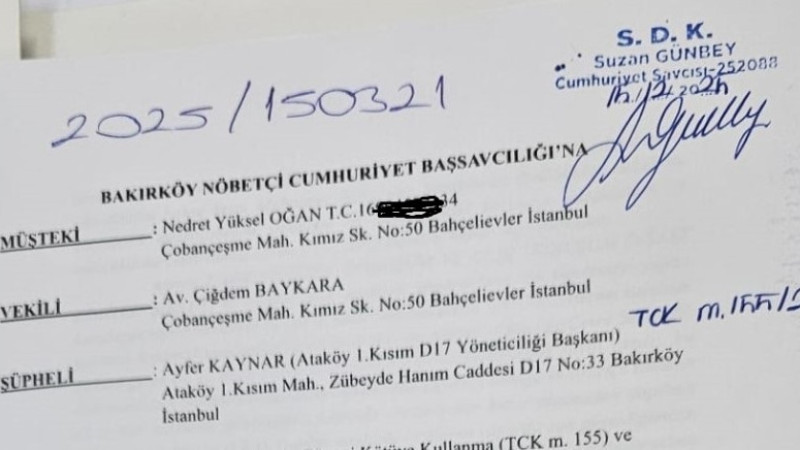 S. D. K.
Suzan GÜNBEY
Cumhuriyet Savcısı-252088
2025/150321
BAKIRKÖY NÖBETÇİ CUMHURİYET BAŞSAVCILIĞI'NA
MÜŞTEKİ : Nedret Yüksel OĞAN T.C.16 34
Çobançeşme Mah. Kımız Sk. No:50 Bahçelievler İstanbul
VEKİLİ : Av. Çiğdem BAYKARA
Çobançeşme Mah. Kımız Sk. No:50 Bahçelievler İstanbul
TCK m. 155/2
ŞÜPHELİ : Ayfer KAYNAR (Ataköy 1.Kısım D17 Yöneticiliği Başkanı)
Ataköy 1.Kısım Mah., Zübeyde Hanım Caddesi D17 No:33 Bakırköy
İstanbul
Kullanma (TCK m. 155) ve